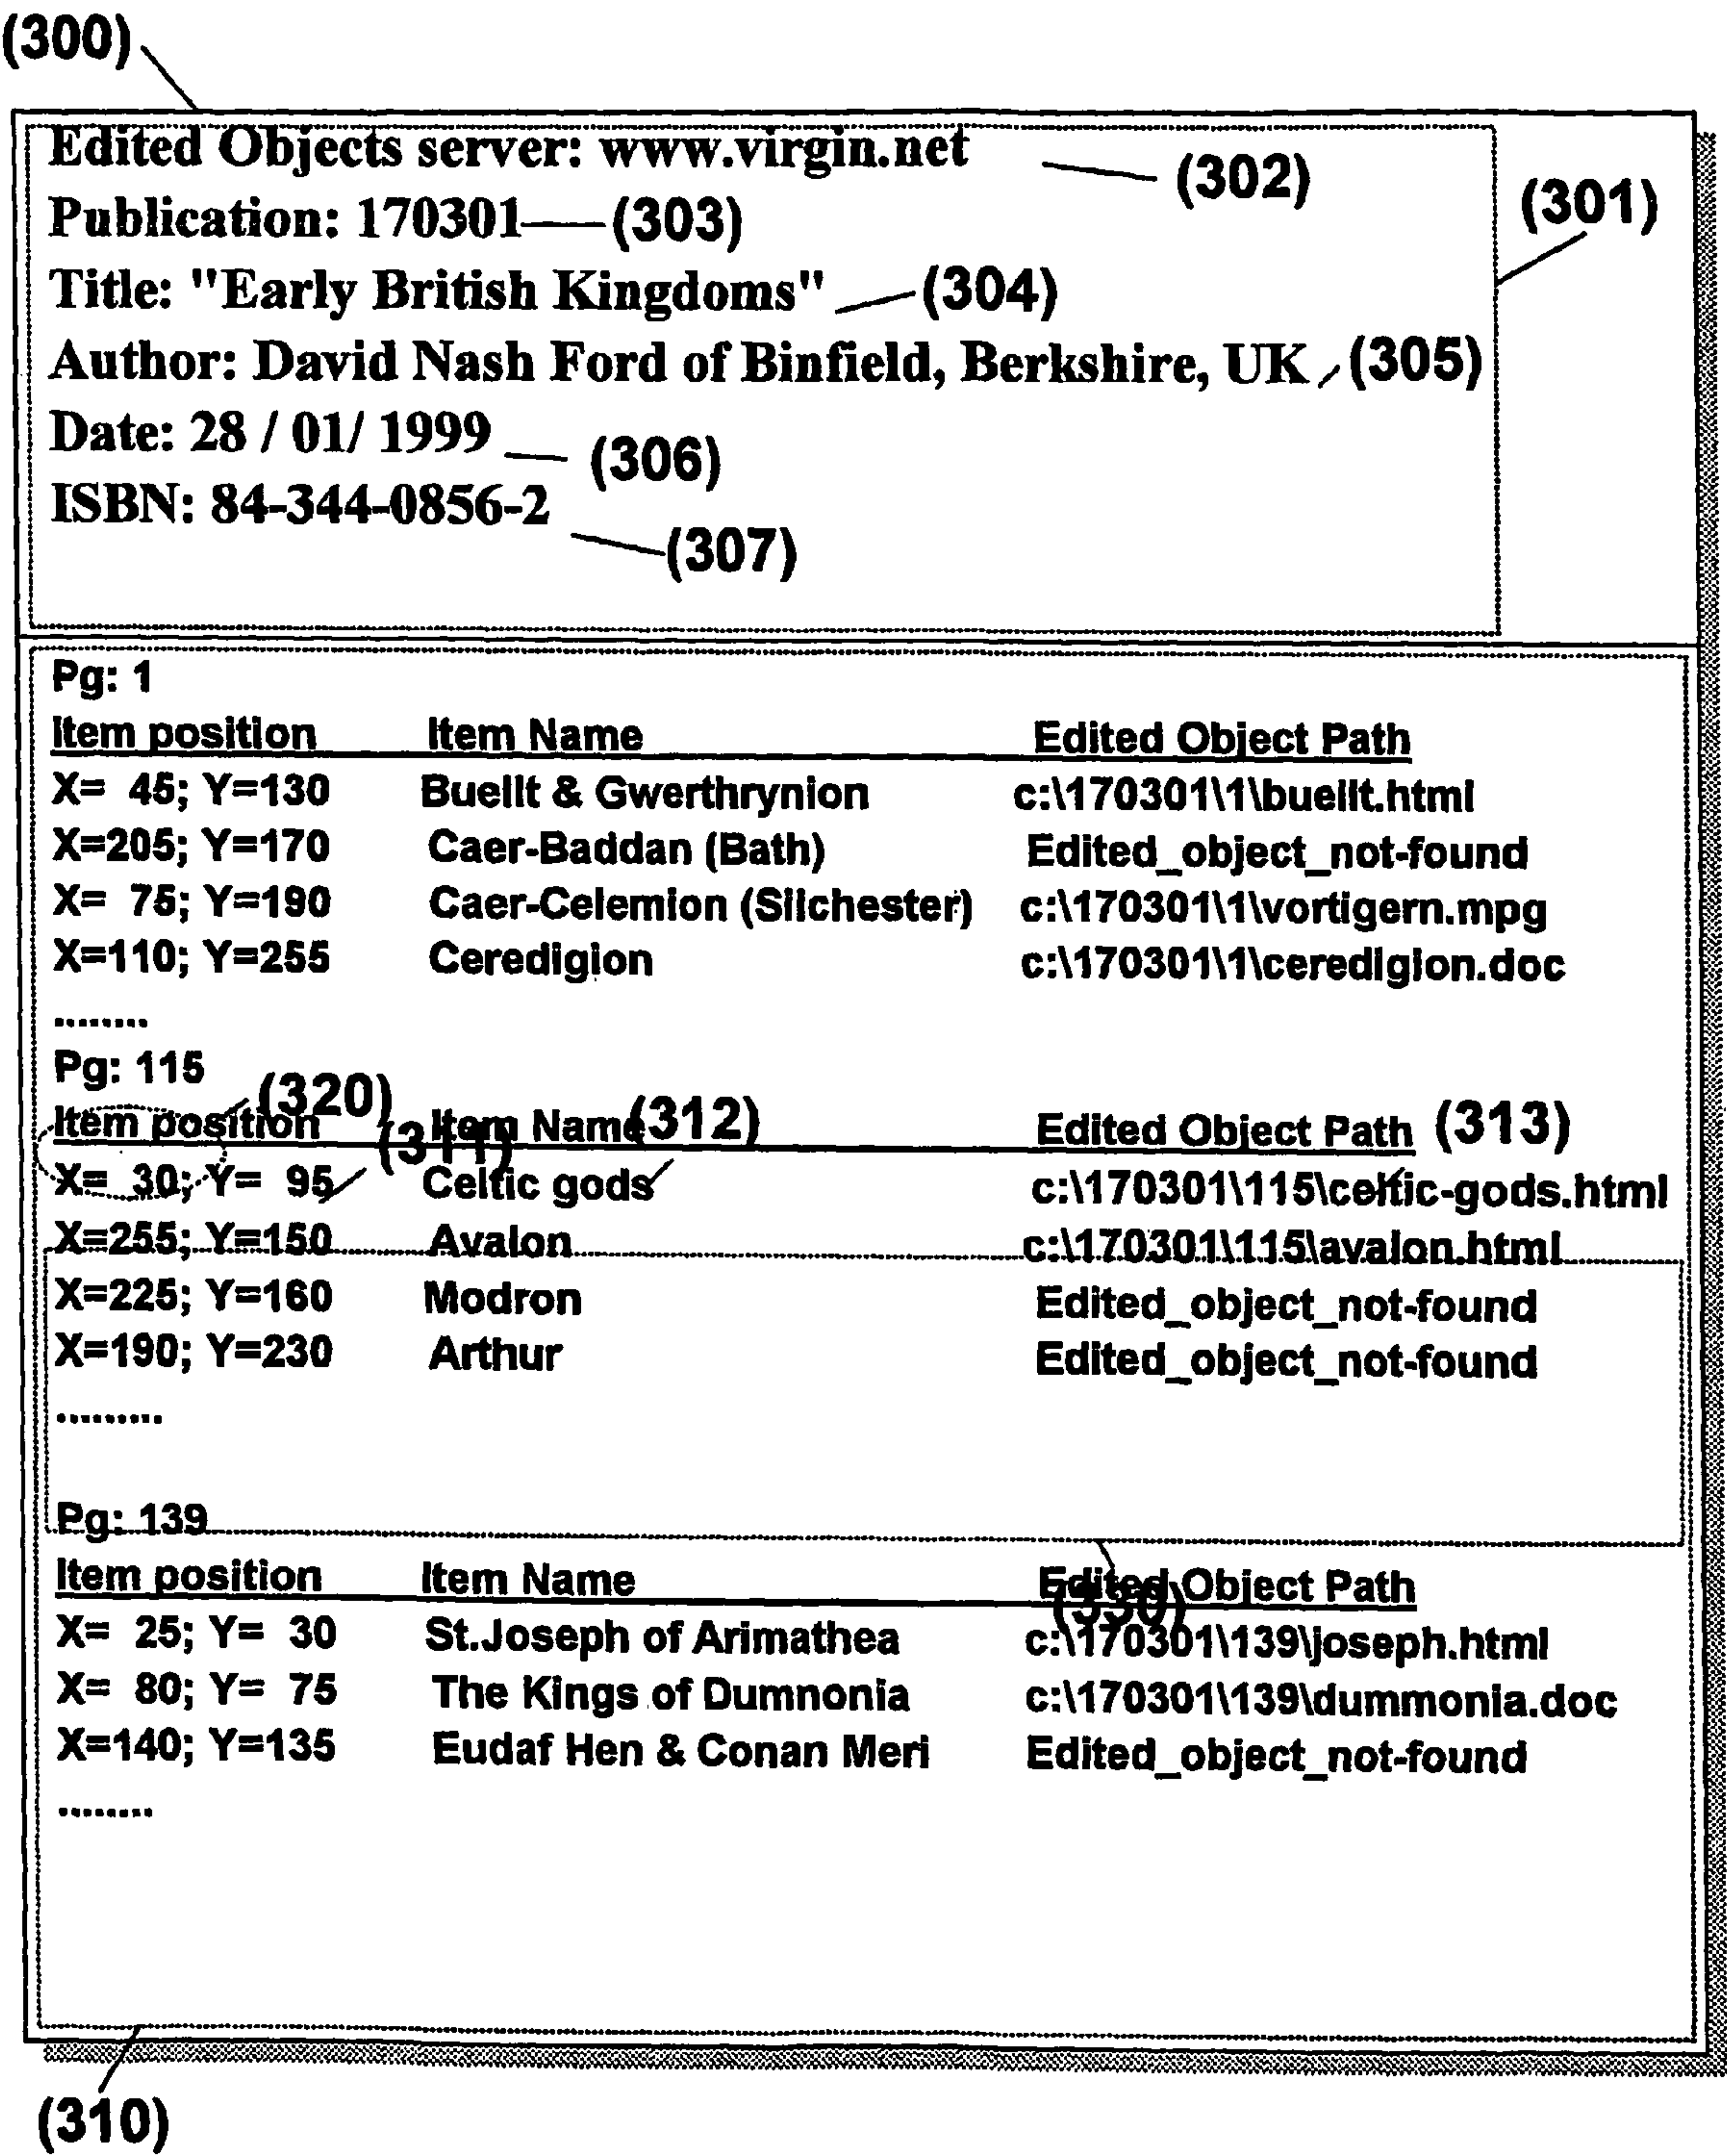 (300)
Edited Objects server: www.virgin.net (302)
(301)
Publication: 170301 (303)
Title: "Early British Kingdoms" (304)
Author: David Nash Ford of Binfield, Berkshire, UK (305)
Date: 28 / 01/ 1999 (306)
ISBN: 84-344-0856-2
(307)
Pg: 1
Item position Item Name Edited Object Path
X= 45; Y=130 Buellt & Gwerthrynion c:\170301\1\buellt.html
X=205; Y=170 Caer-Baddan (Bath) Edited_object_not-found
X= 75; Y=190 Caer-Celemion (Silchester) c:\170301\1\vortigern.mpg
X=110; Y=255 Ceredigion c:\170301\1\ceredigion.doc
........
Pg: 115
(320)
Item position (311) Item Name (312) Edited Object Path (313)
X= 30; Y= 95 Celtic gods c:\170301\115\celtic-gods.html
X=255; Y=150 Avalon c:\170301\115\avalon.html
X=225; Y=160 Modron Edited_object_not-found
X=190; Y=230 Arthur Edited_object_not-found
.........
Pg: 139
Item position Item Name Edited Object Path
(330)
X= 25; Y= 30 St.Joseph of Arimathea c:\170301\139\joseph.html
X= 80; Y= 75 The Kings of Dumnonia c:\170301\139\dummonia.doc
X=140; Y=135 Eudaf Hen & Conan Meri Edited_object_not-found
........
(310)